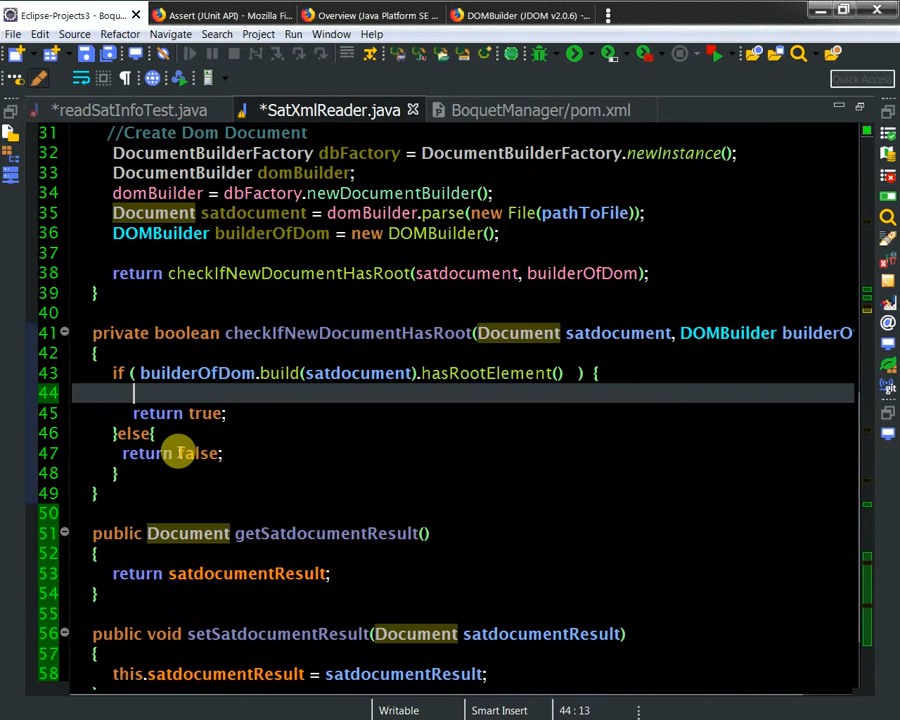 Eclipse-Projects3 - Boqu...
Assert (JUnit API) - Mozilla Fi...
Overview (Java Platform SE ...
DOMBuilder (JDOM v2.0.6) - ...
File Edit Source Refactor Navigate Search Project Run Window Help
Quick Access
*readSatInfoTest.java
*SatXmlReader.java
BoquetManager/pom.xml
31 //Create Dom Document
32 DocumentBuilderFactory dbFactory = DocumentBuilderFactory.newInstance();
33 DocumentBuilder domBuilder;
34 domBuilder = dbFactory.newDocumentBuilder();
35 Document satdocument = domBuilder.parse(new File(pathToFile));
36 DOMBuilder builderOfDom = new DOMBuilder();
37
38 return checkIfNewDocumentHasRoot(satdocument, builderOfDom);
39 }
40
41 private boolean checkIfNewDocumentHasRoot(Document satdocument, DOMBuilder builderO
42 {
43 if ( builderOfDom.build(satdocument).hasRootElement() ) {
44
45 return true;
46 }else{
47 return false;
48 }
49 }
50
51 public Document getSatdocumentResult()
52 {
53 return satdocumentResult;
54 }
55
56 public void setSatdocumentResult(Document satdocumentResult)
57 {
58 this.satdocumentResult = satdocumentResult;
Writable
Smart Insert
44 : 13